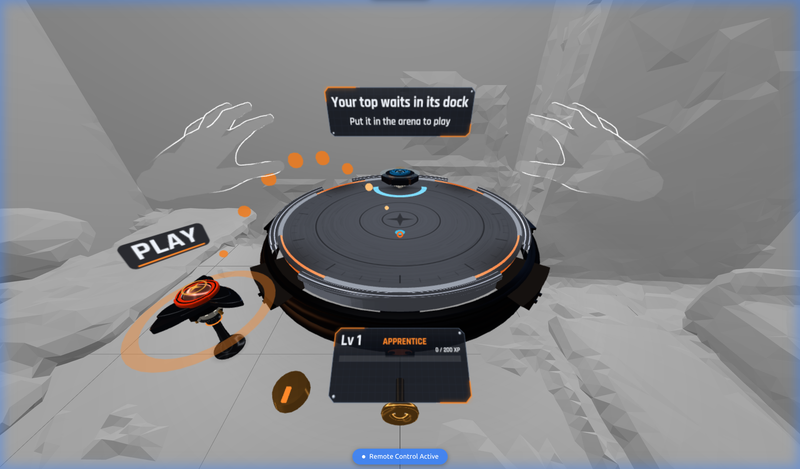 Your top waits in its dock
Put it in the arena to play
PLAY
Lv 1 APPRENTICE
0 / 200 XP
Remote Control Active